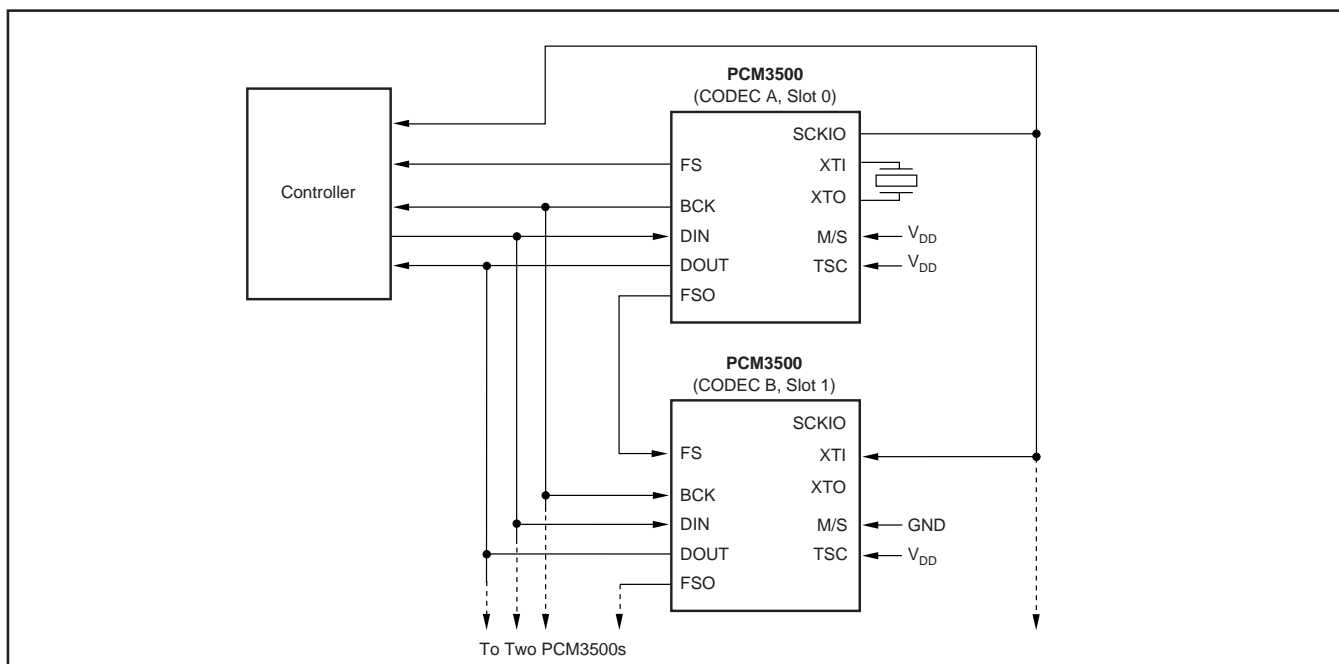 PCM3500
(CODEC A, Slot 0)
Controller
SCKIO
FS
XTI
BCK
XTO
DIN
M/S
VDD
DOUT
TSC
VDD
FSO
PCM3500
(CODEC B, Slot 1)
SCKIO
FS
XTI
BCK
XTO
DIN
M/S
GND
DOUT
TSC
VDD
FSO
To Two PCM3500s